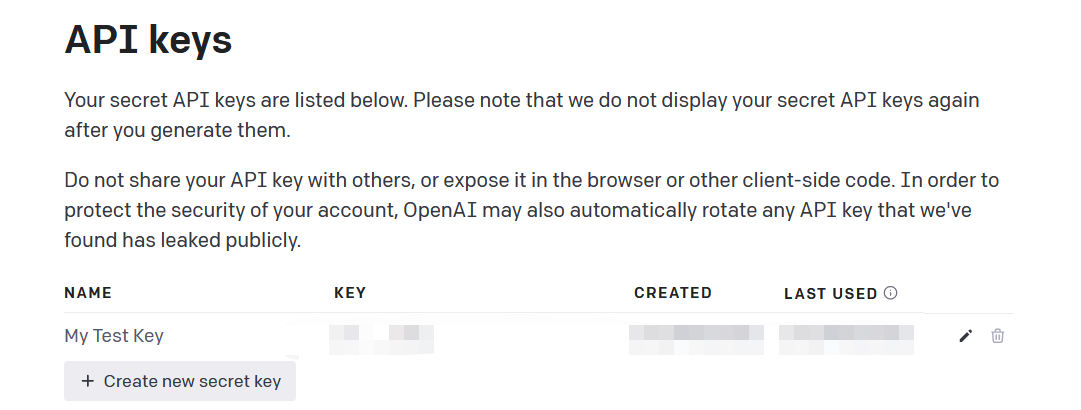 API keys
Your secret API keys are listed below. Please note that we do not display your secret API keys again
after you generate them.
Do not share your API key with others, or expose it in the browser or other client-side code. In order to
protect the security of your account, OpenAI may also automatically rotate any API key that we've
found has leaked publicly.
NAME KEY CREATED LAST USED
My Test Key
+ Create new secret key